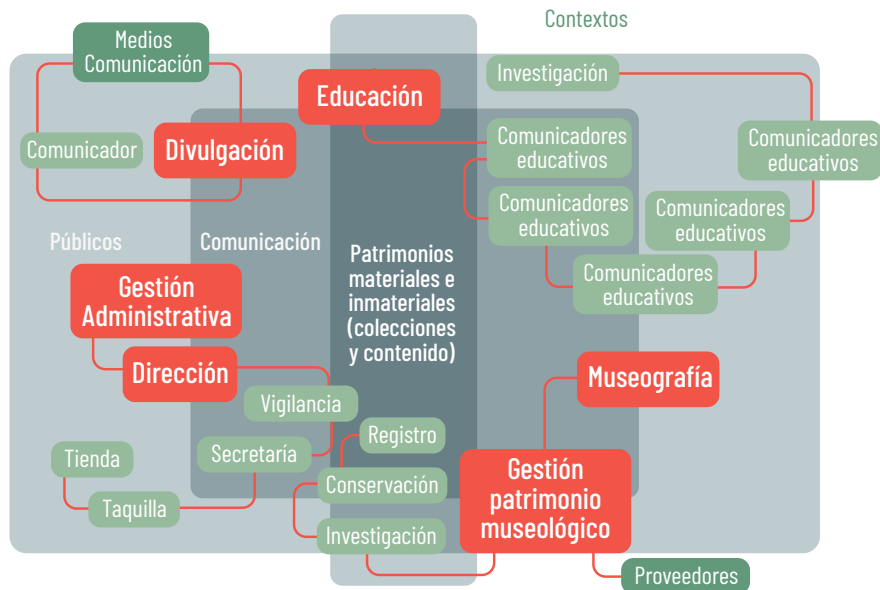 Contextos
Medios
Comunicación
Investigación
Educación
Comunicador
Divulgación
Comunicadores
educativos
Comunicadores
educativos
Comunicadores
educativos
Comunicadores
educativos
Comunicadores
educativos
Públicos
Comunicación
Patrimonios
materiales e
inmateriales
(colecciones
y contenido)
Gestión
Administrativa
Dirección
Museografía
Vigilancia
Registro
Secretaría
Tienda
Taquilla
Conservación
Investigación
Gestión
patrimonio
museológico
Proveedores